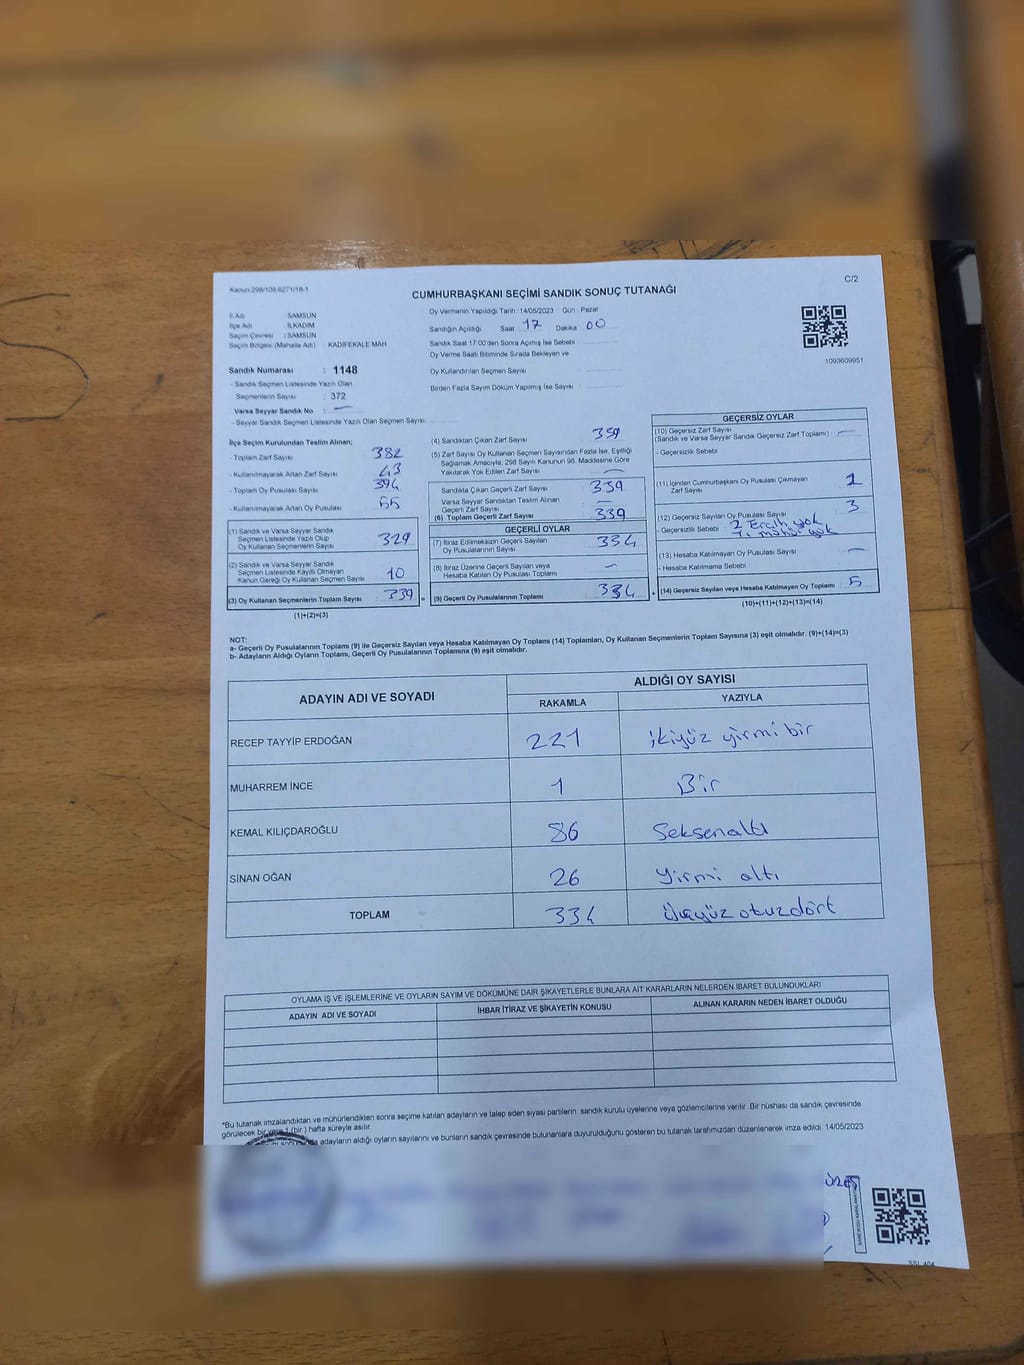 Kanun:298/105,6271/18-1
C/2
CUMHURBAŞKANI SEÇİMİ SANDIK SONUÇ TUTANAĞI
İl Adı : SAMSUN
İlçe Adı : İLKADIM
Seçim Çevresi : SAMSUN
Seçim Bölgesi (Mahalle Adı) : KADİFEKALE MAH.
Oy Vermenin Yapıldığı Tarih :14/05/2023 Gün : Pazar
Sandığın Açıldığı Saat 17 Dakika 00
Sandık Saat 17:00'den Sonra Açılmış İse Sebebi
Oy Verme Saati Bitiminde Sırada Bekleyen ve
Oy Kullandırılan Seçmen Sayısı
Birden Fazla Sayım Döküm Yapılmış İse Sayısı
1093609951
Sandık Numarası : 1148
- Sandık Seçmen Listesinde Yazılı Olan
Seçmenlerin Sayısı : 372
Varsa Seyyar Sandık No :
- Seyyar Sandık Seçmen Listesinde Yazılı Olan Seçmen Sayısı:
İlçe Seçim Kurulundan Teslim Alınan;
- Toplam Zarf Sayısı 382
- Kullanılmayarak Artan Zarf Sayısı 43
- Toplam Oy Pusulası Sayısı 394
- Kullanılmayarak Artan Oy Pusulası 55
(1) Sandık ve Varsa Seyyar Sandık
Seçmen Listesinde Yazılı Olup
Oy Kullanan Seçmenlerin Sayısı 329
(2) Sandık ve Varsa Seyyar Sandık
Seçmen Listesinde Kayıtlı Olmayan
Kanun Gereği Oy Kullanan Seçmen Sayısı 10
(3) Oy Kullanan Seçmenlerin Toplam Sayısı 339 =
(1)+(2)=(3)
(4) Sandıktan Çıkan Zarf Sayısı 339
(5) Zarf Sayısı Oy Kullanan Seçmen Sayısından Fazla İse, Eşitliği
Sağlamak Amacıyla, 298 Sayılı Kanunun 98. Maddesine Göre
Yakılarak Yok Edilen Zarf Sayısı
Sandıkta Çıkan Geçerli Zarf Sayısı 339
Varsa Seyyar Sandıktan Teslim Alınan
Geçerli Zarf Sayısı
(6) Toplam Geçerli Zarf Sayısı 339
GEÇERLİ OYLAR
(7) İtiraz Edilmeksizin Geçerli Sayılan
Oy Pusulalarının Sayısı 334
(8) İtiraz Üzerine Geçerli Sayılan veya
Hesaba Katılan Oy Pusulası Toplamı
(9) Geçerli Oy Pusulalarının Toplamı 334 +
GEÇERSİZ OYLAR
(10) Geçersiz Zarf Sayısı
(Sandık ve Varsa Seyyar Sandık Geçersiz Zarf Toplamı)
- Geçersizlik Sebebi
(11) İçinden Cumhurbaşkanı Oy Pusulası Çıkmayan
Zarf Sayısı 1
(12) Geçersiz Sayılan Oy Pusulası Sayısı 3
- Geçersizlik Sebebi 2 Ercih yok
1. mühür yok
(13) Hesaba Katılmayan Oy Pusulası Sayısı
- Hesaba Katılmama Sebebi
(14) Geçersiz Sayılan veya Hesaba Katılmayan Oy Toplamı 5
(10)+(11)+(12)+(13)=(14)
NOT:
a- Geçerli Oy Pusulalarının Toplamı (9) ile Geçersiz Sayılan veya Hesaba Katılmayan Oy Toplamı (14) Toplamları, Oy Kullanan Seçmenlerin Toplam Sayısına (3) eşit olmalıdır. (9)+(14)=(3)
b- Adayların Aldığı Oyların Toplamı, Geçerli Oy Pusulalarının Toplamına (9) eşit olmalıdır.
ADAYIN ADI VE SOYADI
ALDIĞI OY SAYISI
RAKAMLA YAZIYLA
RECEP TAYYİP ERDOĞAN 221 ikiyüz yirmi bir
MUHARREM İNCE 1 Bir
KEMAL KILIÇDAROĞLU 86 Seksenaltı
SİNAN OĞAN 26 Yirmi altı
TOPLAM 334 Üçyüz otuzdört
OYLAMA İŞ VE İŞLEMLERİNE VE OYLARIN SAYIM VE DÖKÜMÜNE DAİR ŞİKAYETLERLE BUNLARA AİT KARARLARIN NELERDEN İBARET BULUNDUKLARI
ADAYIN ADI VE SOYADI İHBAR İTİRAZ VE ŞİKAYETİN KONUSU ALINAN KARARIN NEDEN İBARET OLDUĞU
*Bu tutanak imzalandıktan ve mühürlendikten sonra seçime katılan adayların ve talep eden siyasi partilerin sandık kurulu üyelerine veya gözlemcilerine verilir. Bir nüshası da sandık çevresinde
görülecek bir yere 1 (bir) hafta süreyle asılır.
adayların aldığı oyların sayılarını ve bunların sandık çevresinde bulunanlara duyurulduğunu gösteren bu tutanak tarafımızdan düzenlenerek imza edildi. 14/05/2023